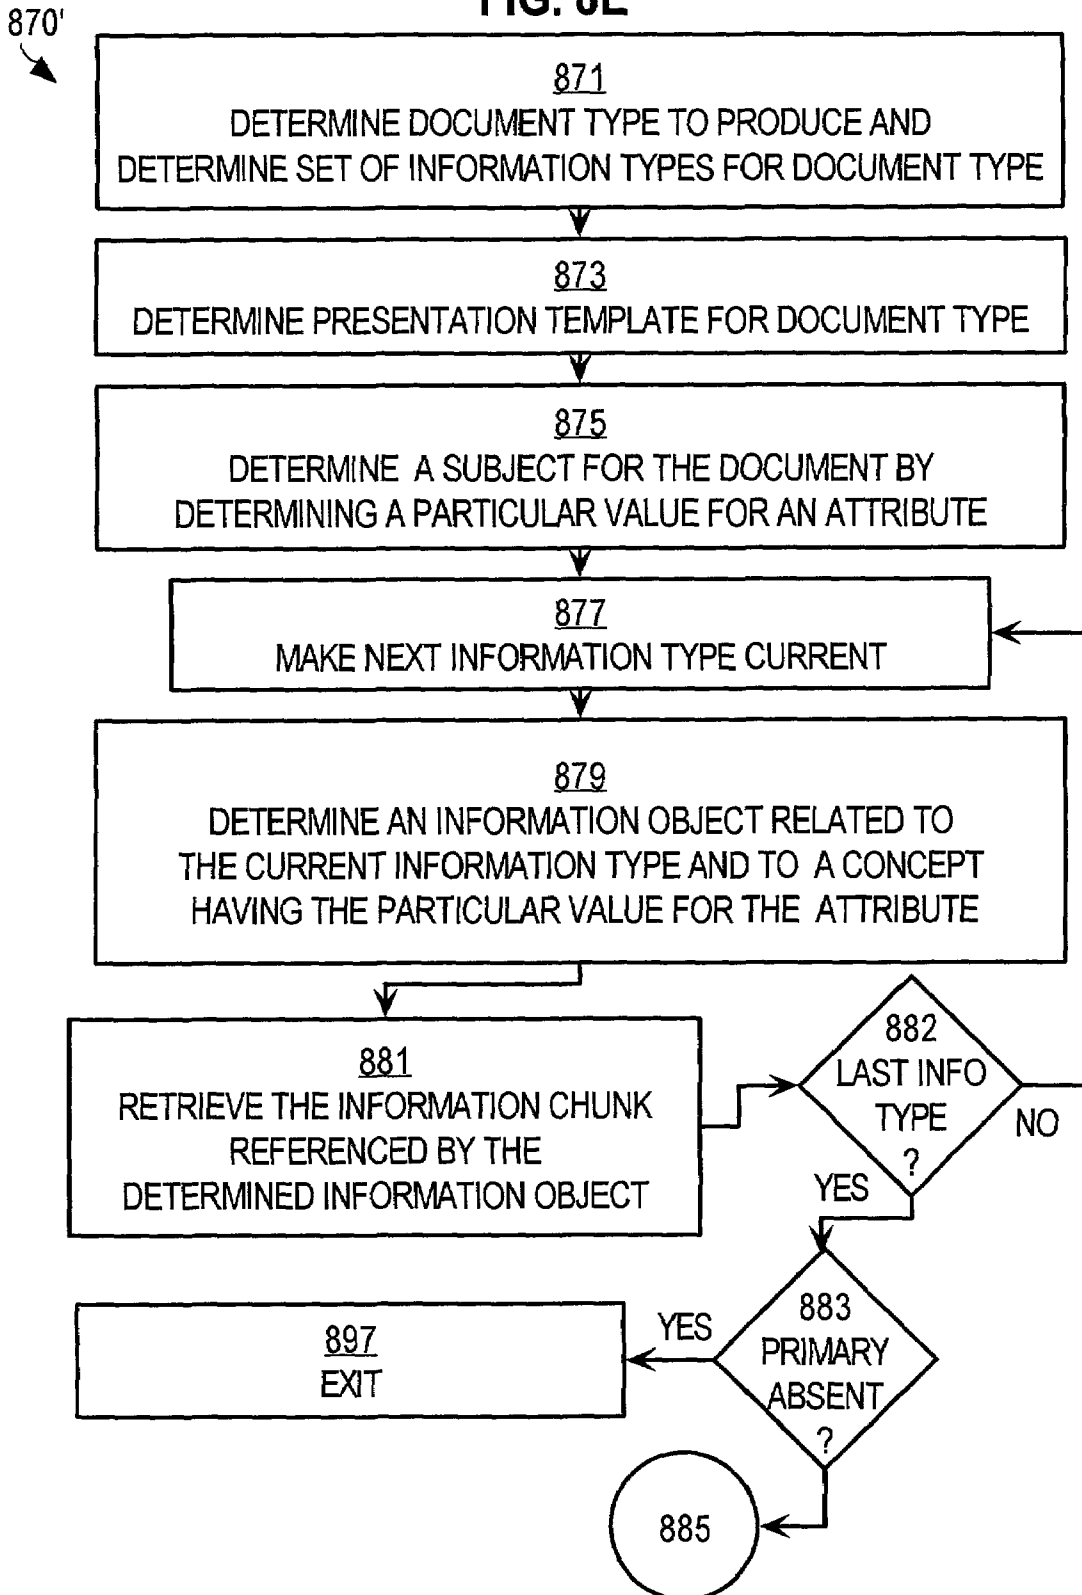 FIG. 8E
870'
871
DETERMINE DOCUMENT TYPE TO PRODUCE AND
DETERMINE SET OF INFORMATION TYPES FOR DOCUMENT TYPE
873
DETERMINE PRESENTATION TEMPLATE FOR DOCUMENT TYPE
875
DETERMINE A SUBJECT FOR THE DOCUMENT BY
DETERMINING A PARTICULAR VALUE FOR AN ATTRIBUTE
877
MAKE NEXT INFORMATION TYPE CURRENT
879
DETERMINE AN INFORMATION OBJECT RELATED TO
THE CURRENT INFORMATION TYPE AND TO A CONCEPT
HAVING THE PARTICULAR VALUE FOR THE ATTRIBUTE
881
RETRIEVE THE INFORMATION CHUNK
REFERENCED BY THE
DETERMINED INFORMATION OBJECT
882
LAST INFO
TYPE
?
NO
YES
883
PRIMARY
ABSENT
?
YES
897
EXIT
885